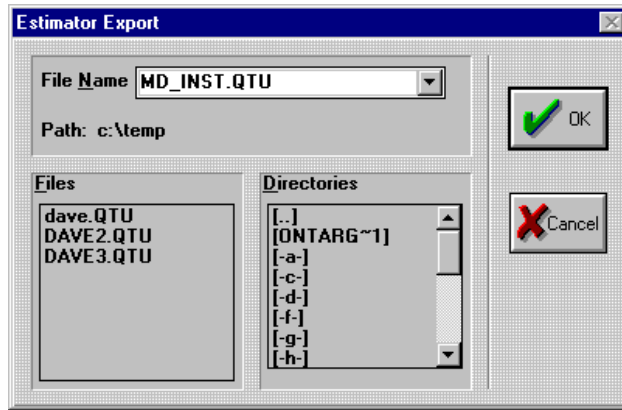 Estimator Export
File Name MD_INST.QTU
Path: c:\temp
OK
Cancel
Files
dave.QTU
DAVE2.QTU
DAVE3.QTU
Directories
[..]
[ONTARG~1]
[-a-]
[-c-]
[-d-]
[-f-]
[-g-]
[-h-]